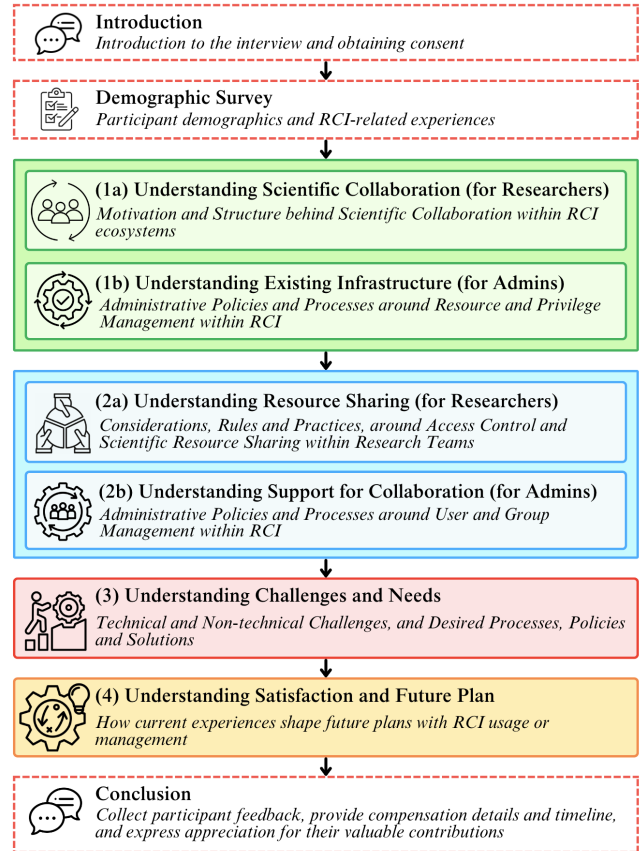 Introduction
Introduction to the interview and obtaining consent
Demographic Survey
Participant demographics and RCI-related experiences
(1a) Understanding Scientific Collaboration (for Researchers)
Motivation and Structure behind Scientific Collaboration within RCI
ecosystems
(1b) Understanding Existing Infrastructure (for Admins)
Administrative Policies and Processes around Resource and Privilege
Management within RCI
(2a) Understanding Resource Sharing (for Researchers)
Considerations, Rules and Practices, around Access Control and
Scientific Resource Sharing within Research Teams
(2b) Understanding Support for Collaboration (for Admins)
Administrative Policies and Processes around User and Group
Management within RCI
(3) Understanding Challenges and Needs
Technical and Non-technical Challenges, and Desired Processes, Policies
and Solutions
(4) Understanding Satisfaction and Future Plan
How current experiences shape future plans with RCI usage or
management
Conclusion
Collect participant feedback, provide compensation details and timeline,
and express appreciation for their valuable contributions